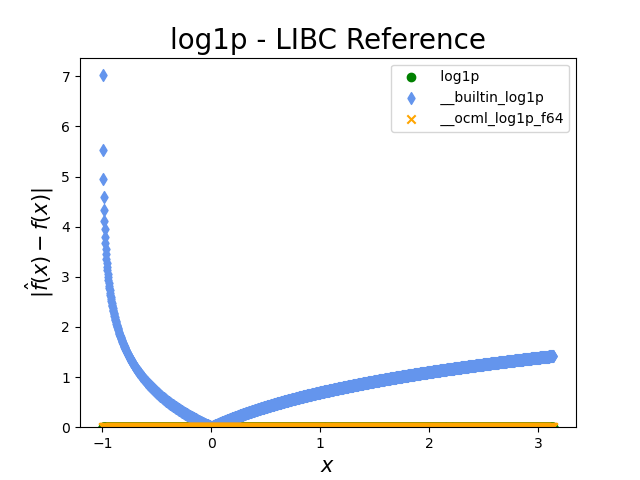 log1p - LIBC Reference
log1p
__builtin_log1p
__ocml_log1p_f64
|f̂(x) − f(x)|
7
6
5
4
3
2
1
0
−1
0
1
2
3
x